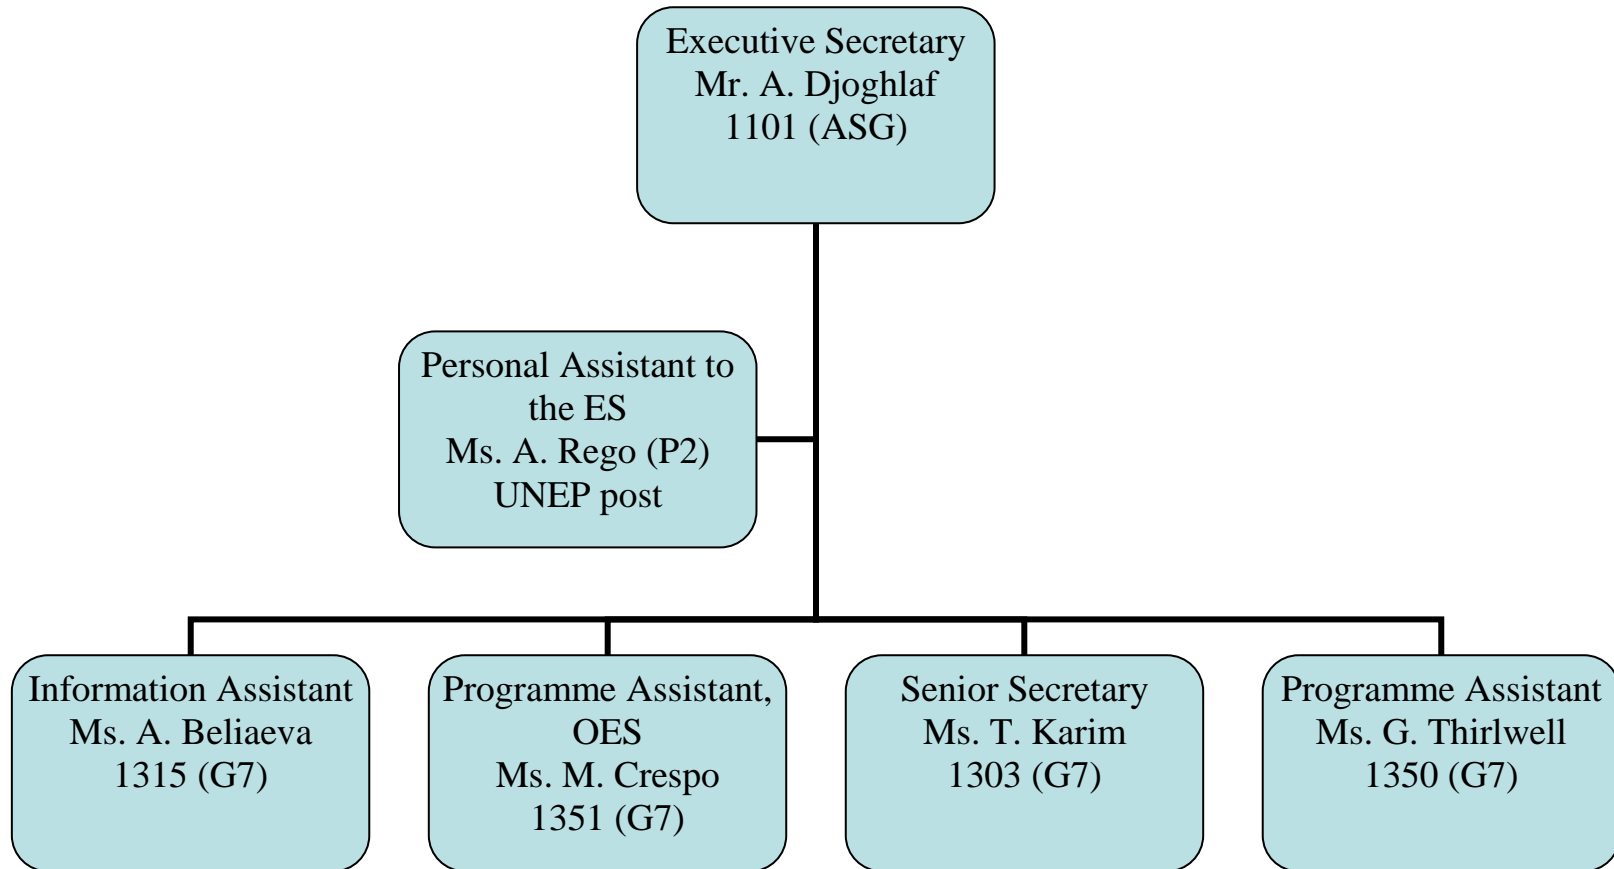 Executive Secretary
Mr. A. Djoghlaf
1101 (ASG)
Personal Assistant to
the ES
Ms. A. Rego (P2)
UNEP post
Information Assistant
Ms. A. Beliaeva
1315 (G7)
Programme Assistant,
OES
Ms. M. Crespo
1351 (G7)
Senior Secretary
Ms. T. Karim
1303 (G7)
Programme Assistant
Ms. G. Thirlwell
1350 (G7)